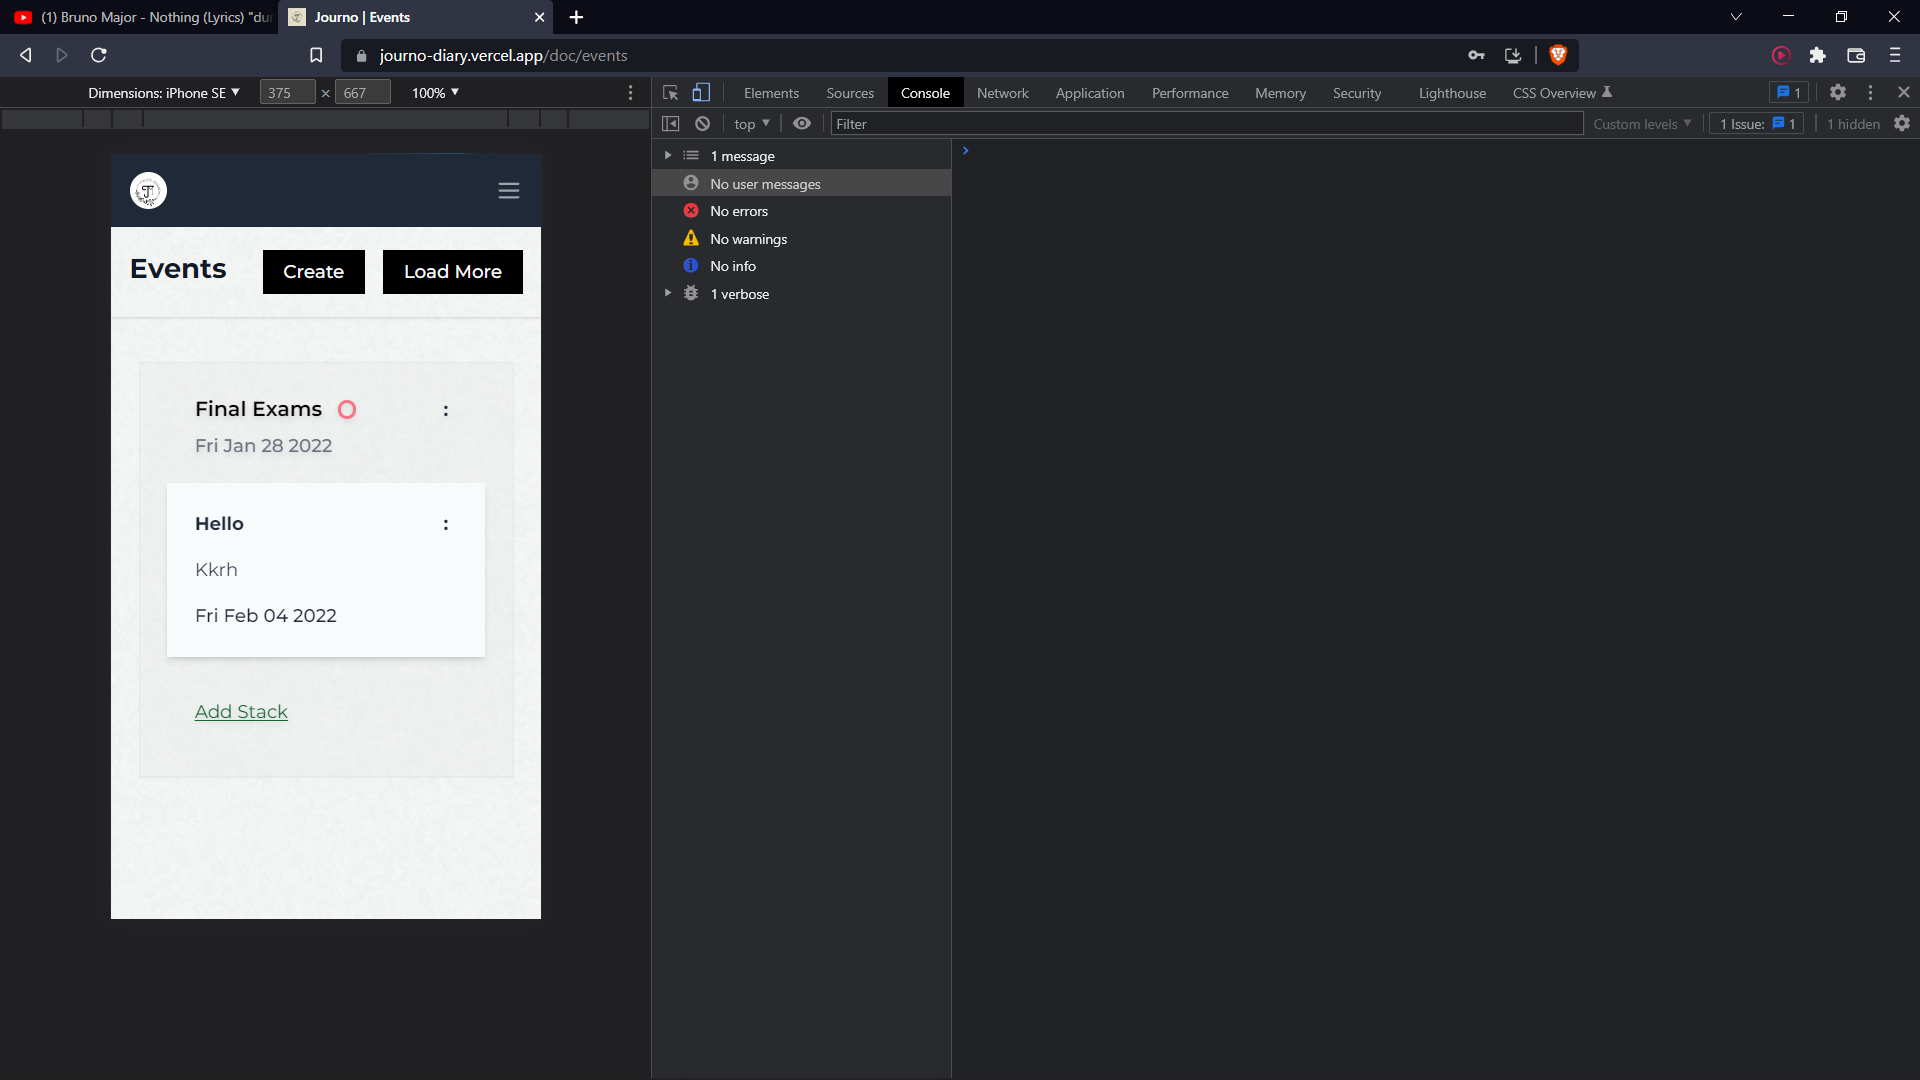 (1) Bruno Major - Nothing (Lyrics) "dur
Journo | Events
journo-diary.vercel.app/doc/events
Dimensions: iPhone SE 375 × 667 100%
Elements Sources Console Network Application Performance Memory Security Lighthouse CSS Overview 1
top Filter Custom levels 1 Issue: 1 1 hidden
1 message
No user messages
No errors
No warnings
No info
1 verbose
Events Create Load More
Final Exams :
Fri Jan 28 2022
Hello :
Kkrh
Fri Feb 04 2022
Add Stack